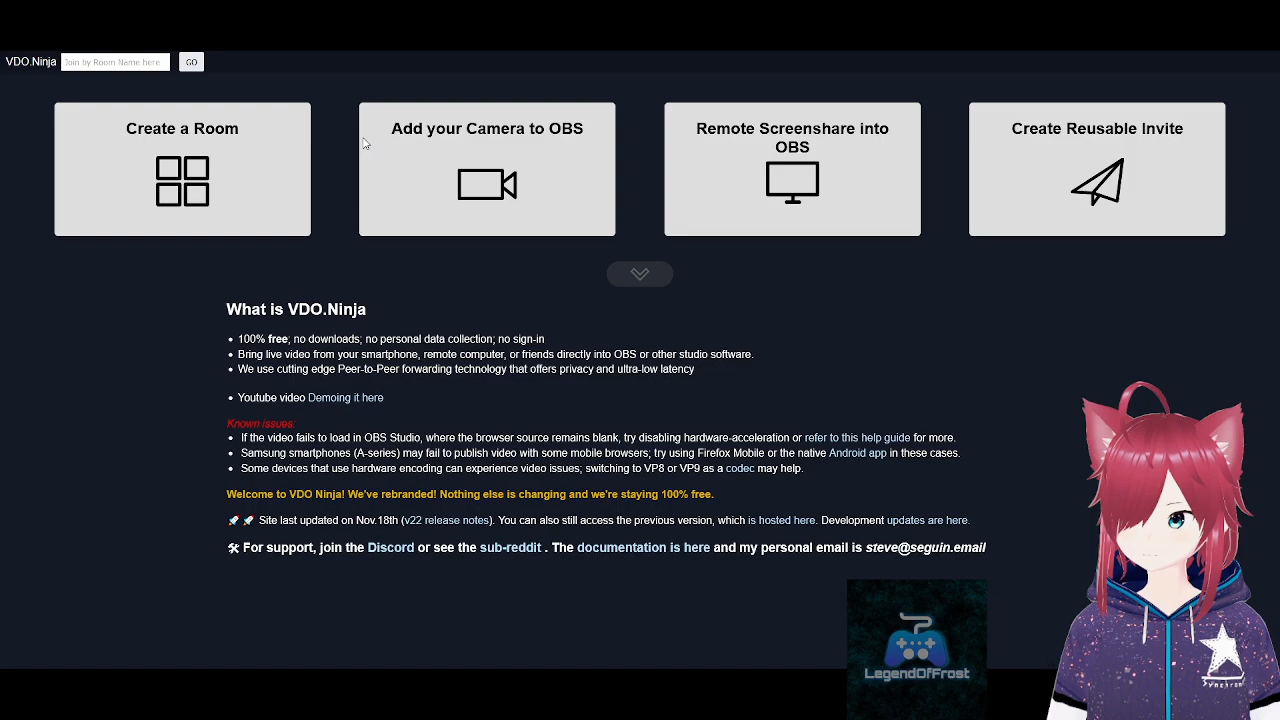 VDO.Ninja Join by Room Name here GO
Create a Room
Add your Camera to OBS
Remote Screenshare into
OBS
Create Reusable Invite
What is VDO.Ninja
• 100% free; no downloads; no personal data collection; no sign-in
• Bring live video from your smartphone, remote computer, or friends directly into OBS or other studio software.
• We use cutting edge Peer-to-Peer forwarding technology that offers privacy and ultra-low latency
• Youtube video Demoing it here
Known issues:
• If the video fails to load in OBS Studio, where the browser source remains blank, try disabling hardware-acceleration or refer to this help guide for more.
• Samsung smartphones (A-series) may fail to publish video with some mobile browsers; try using Firefox Mobile or the native Android app in these cases.
• Some devices that use hardware encoding can experience video issues; switching to VP8 or VP9 as a codec may help.
Welcome to VDO Ninja! We've rebranded! Nothing else is changing and we're staying 100% free.
🚀 🚀 Site last updated on Nov.18th (v22 release notes). You can also still access the previous version, which is hosted here. Development updates are here.
🛠 For support, join the Discord or see the sub-reddit . The documentation is here and my personal email is steve@seguin.email
LegendOfFrost